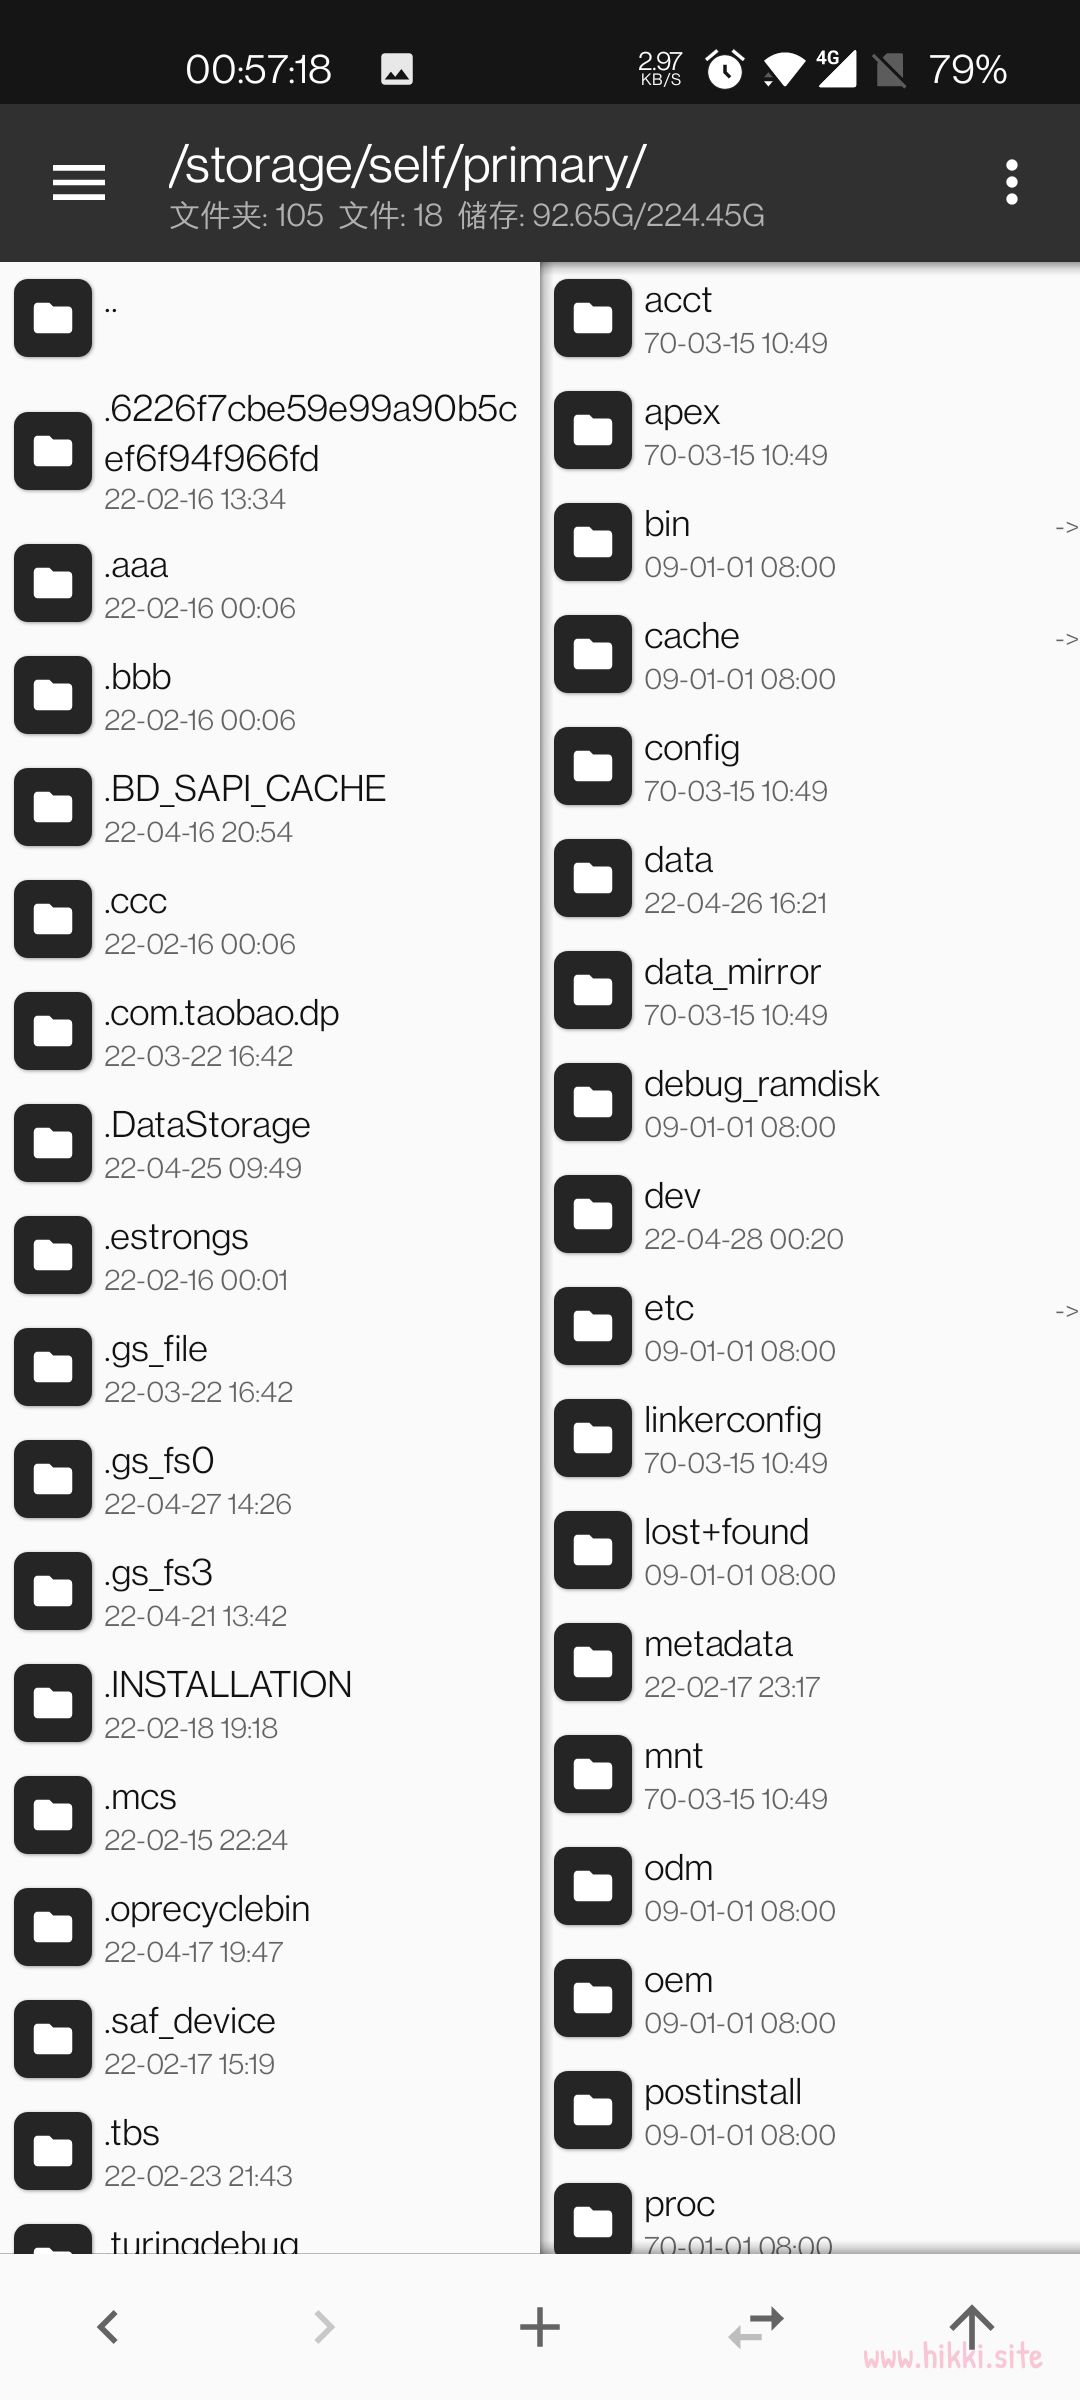 00:57:18
2.97
KB/S
4G
79%
/storage/self/primary/
文件夹: 105 文件: 18 储存: 92.65G/224.45G
..
.6226f7cbe59e99a90b5c
ef6f94f966fd
22-02-16 13:34
.aaa
22-02-16 00:06
.bbb
22-02-16 00:06
.BD_SAPI_CACHE
22-04-16 20:54
.ccc
22-02-16 00:06
.com.taobao.dp
22-03-22 16:42
.DataStorage
22-04-25 09:49
.estrongs
22-02-16 00:01
.gs_file
22-03-22 16:42
.gs_fs0
22-04-27 14:26
.gs_fs3
22-04-21 13:42
.INSTALLATION
22-02-18 19:18
.mcs
22-02-15 22:24
.oprecyclebin
22-04-17 19:47
.saf_device
22-02-17 15:19
.tbs
22-02-23 21:43
.turingdebug
acct
70-03-15 10:49
apex
70-03-15 10:49
bin ->
09-01-01 08:00
cache ->
09-01-01 08:00
config
70-03-15 10:49
data
22-04-26 16:21
data_mirror
70-03-15 10:49
debug_ramdisk
09-01-01 08:00
dev
22-04-28 00:20
etc ->
09-01-01 08:00
linkerconfig
70-03-15 10:49
lost+found
09-01-01 08:00
metadata
22-02-17 23:17
mnt
70-03-15 10:49
odm
09-01-01 08:00
oem
09-01-01 08:00
postinstall
09-01-01 08:00
proc
70-01-01 08:00
www.hikki.site